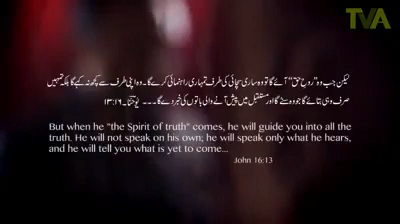 TVA
لیکن جب وہ "روحِ حق" آئے گا تو وہ ساری سچائی کی طرف تمہاری راہنمائی کرے گا۔ وہ اپنی طرف سے کچھ نہ کہے گا بلکہ تمہیں
صرف وہی بتائے گا جو وہ سنے گا اور مستقبل میں پیش آنے والی باتوں کی خبر دے گا ۔۔۔ یوحنا ۱۳:۱۶
But when he "the Spirit of truth" comes, he will guide you into all the
truth. He will not speak on his own; he will speak only what he hears,
and he will tell you what is yet to come...
John 16:13